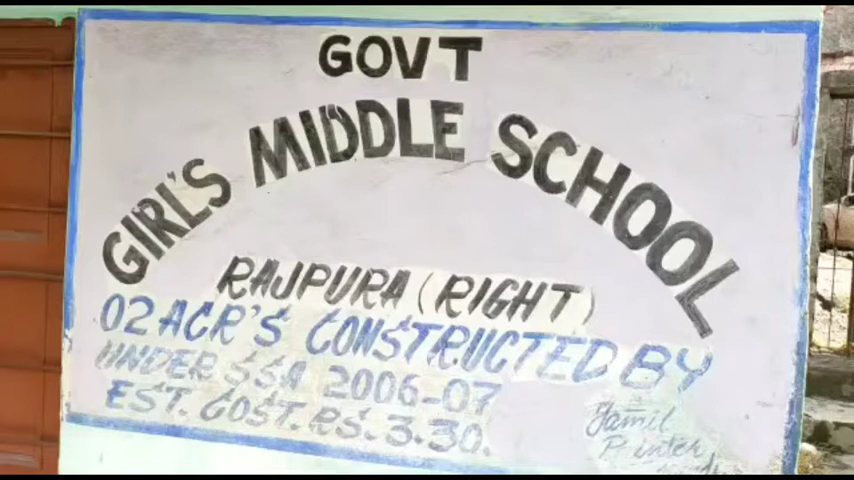 GOVT
GIRL'S MIDDLE SCHOOL
RAJPURA (RIGHT)
02 ACR'S CONSTRUCTED BY
UNDER SSA 2006-07
EST. COST. RS. 3.30.
Jamil
Printer